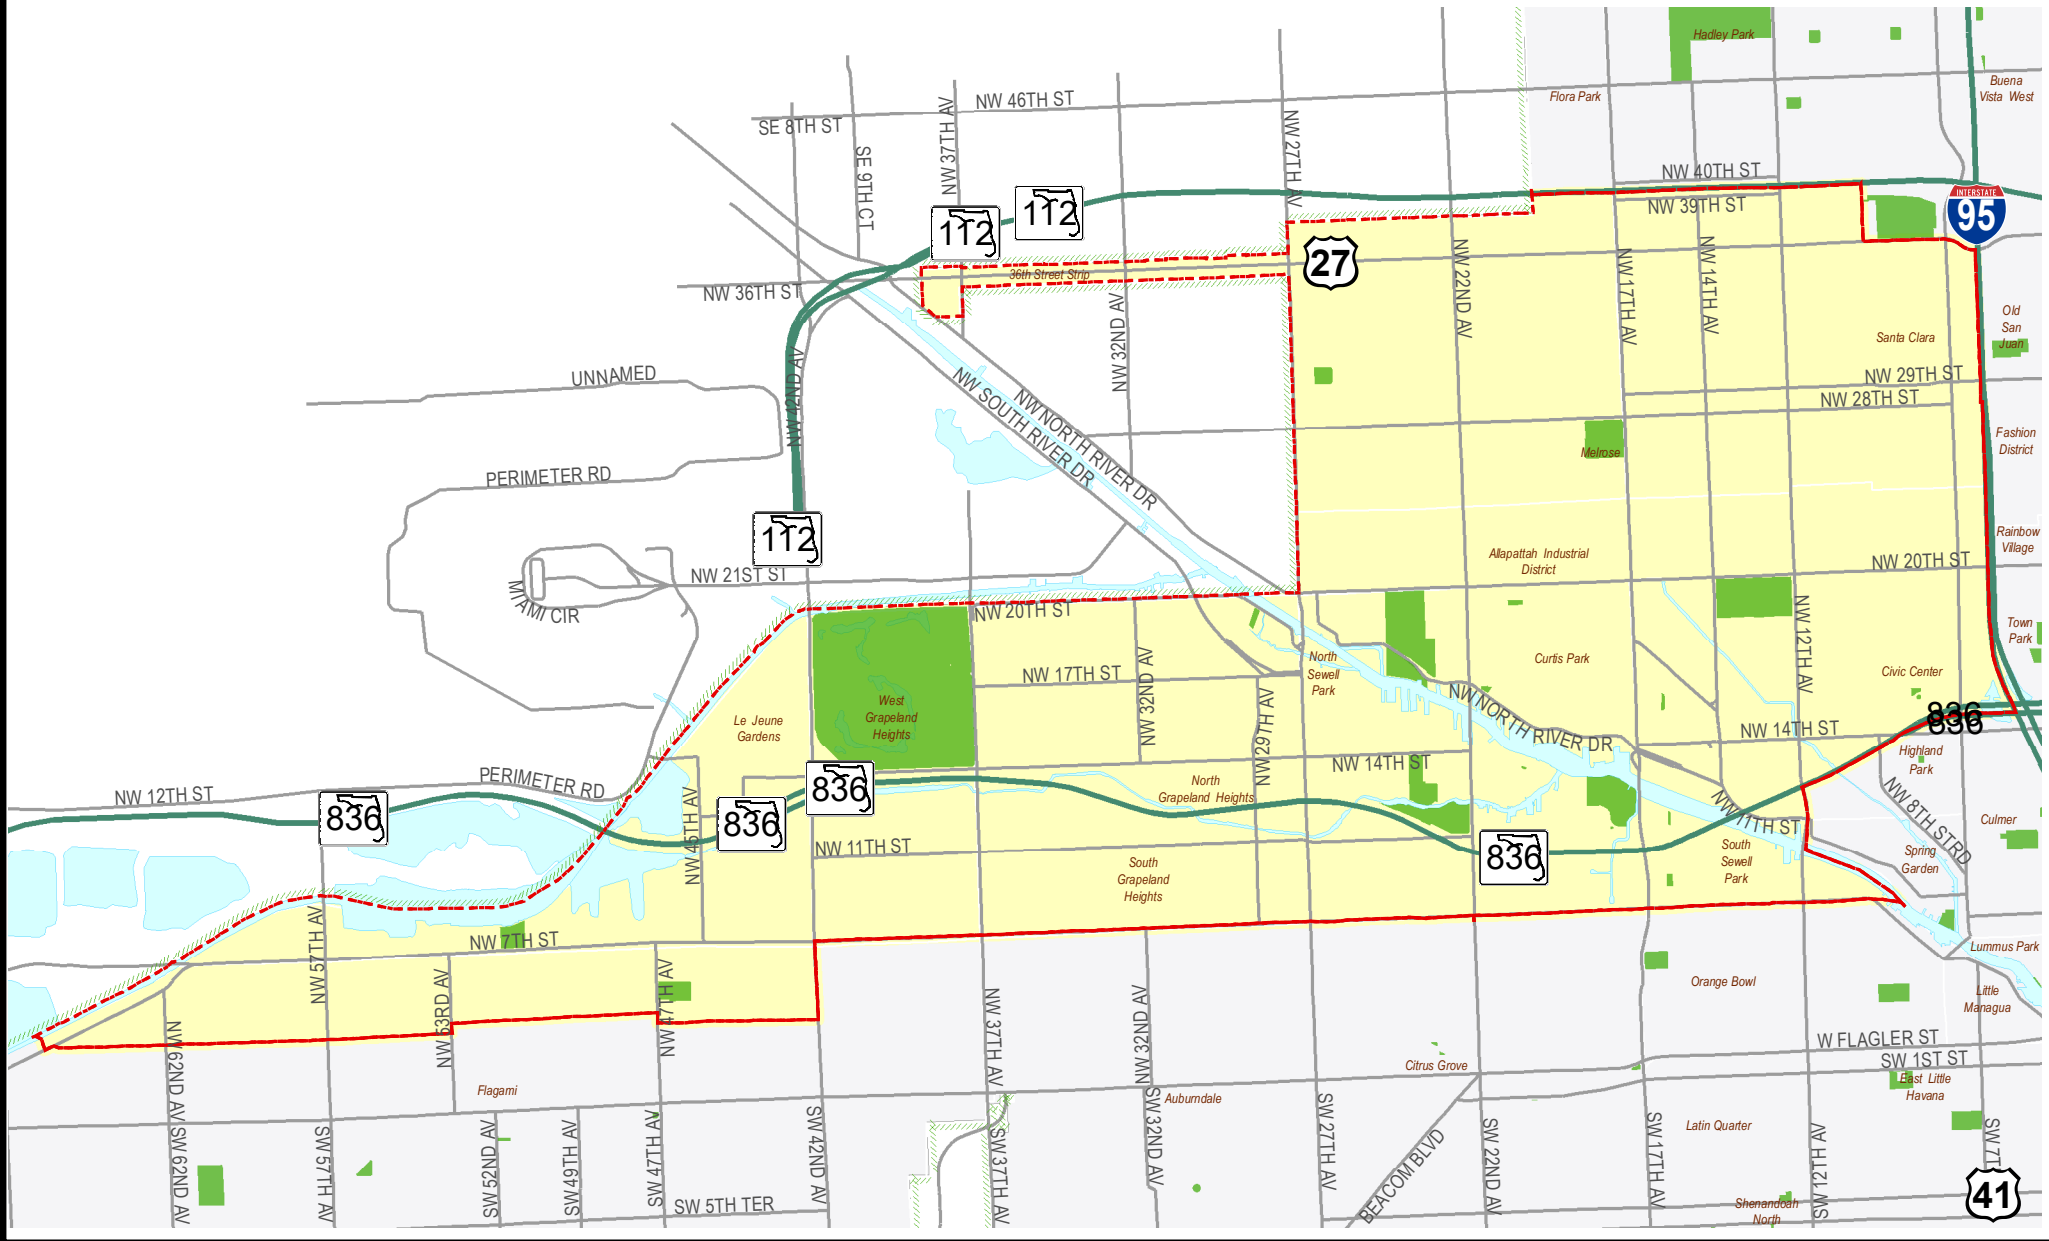 Hadley Park
Buena
Vista West
Flora Park
NW 46TH ST
SE 8TH ST
NW 37TH AV
SE 9TH CT
NW 27TH AV
NW 40TH ST
NW 39TH ST
INTERSTATE
95
112
112
27
36th Street Strip
NW 36TH ST
NW 22ND AV
NW 17TH AV
NW 14TH AV
NW 32ND AV
Old
San
Juan
Santa Clara
UNNAMED
NW 42ND AV
NW 29TH ST
NW 28TH ST
NW SOUTH RIVER DR
NW NORTH RIVER DR
Fashion
District
Melrose
PERIMETER RD
112
Rainbow
Village
Allapattah Industrial
District
NW 20TH ST
NW 21ST ST
MIAMI CIR
NW 20TH ST
NW 12TH AV
Town
Park
North
Sewell
Park
Curtis Park
Civic Center
NW 17TH ST
NW 32ND AV
West
Grapeland
Heights
Le Jeune
Gardens
NW 29TH AV
NW NORTH RIVER DR
836
836
NW 14TH ST
Highland
Park
NW 14TH ST
PERIMETER RD
NW 12TH ST
836
836
836
North
Grapeland Heights
NW 45TH AV
NW 11TH ST
NW 8TH STRD
Culmer
NW 11TH ST
836
South
Sewell
Park
Spring
Garden
South
Grapeland
Heights
NW 57TH AV
NW 7TH ST
Lummus Park
NW 53RD AV
NW 47TH AV
Orange Bowl
Little
Managua
NW 37TH AV
NW 32ND AV
NW 62ND AV
W FLAGLER ST
SW 1ST ST
Citrus Grove
East Little
Havana
Flagami
Auburndale
SW 62ND AV
SW 57TH AV
SW 52ND AV
SW 49TH AV
SW 47TH AV
SW 42ND AV
SW 37TH AV
SW 32ND AV
SW 27TH AV
BEACOM BLVD
SW 22ND AV
SW 17TH AV
Latin Quarter
SW 12TH AV
SW 7T
SW 5TH TER
Shenandoah
North
41